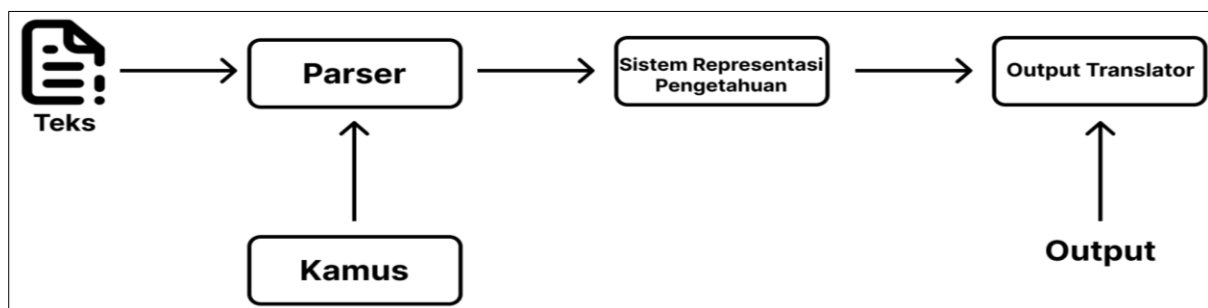 Teks
Parser
Sistem Representasi
Pengetahuan
Output Translator
Kamus
Output